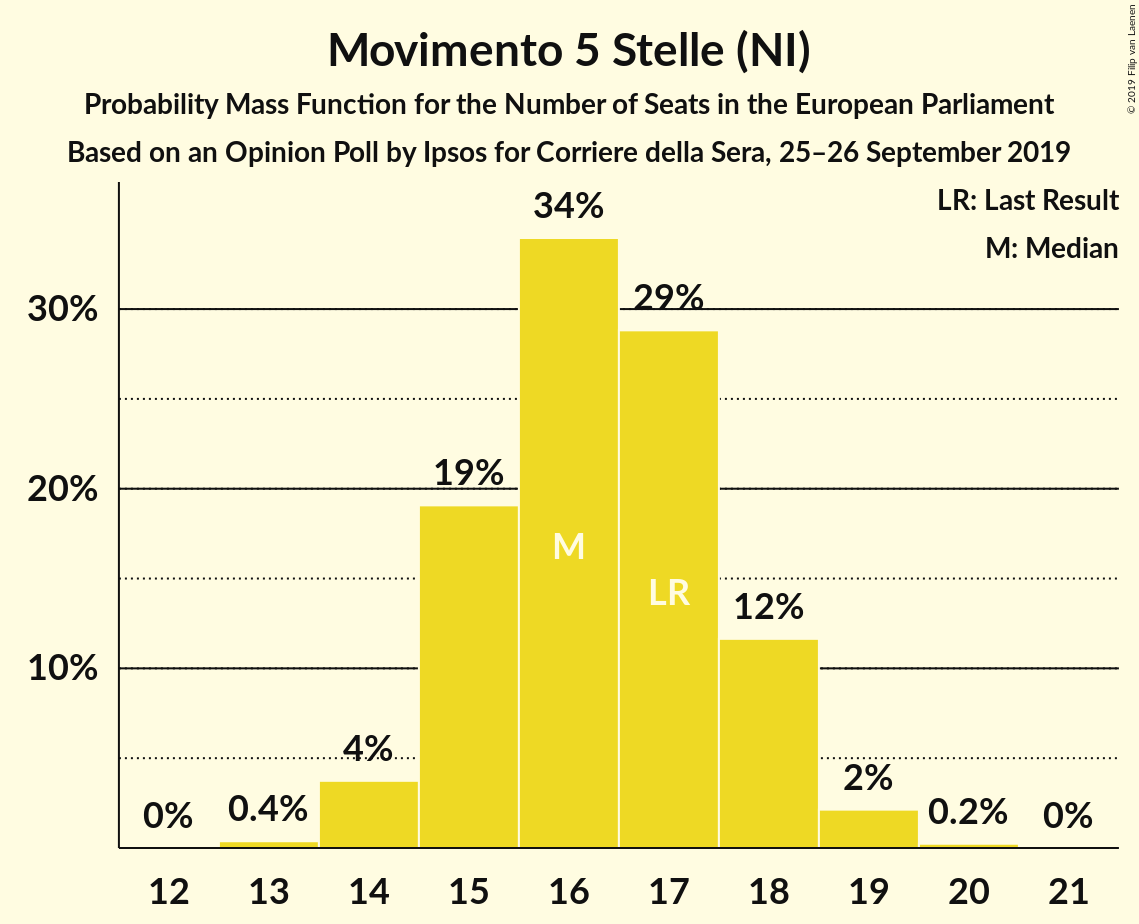 Movimento 5 Stelle (NI)
Probability Mass Function for the Number of Seats in the European Parliament
Based on an Opinion Poll by Ipsos for Corriere della Sera, 25–26 September 2019
© 2019 Filip van Laenen
LR: Last Result
M: Median
34%
30%
29%
20%
19%
M
LR
12%
10%
4%
2%
0%
0.4%
0.2%
0%
12 13 14 15 16 17 18 19 20 21